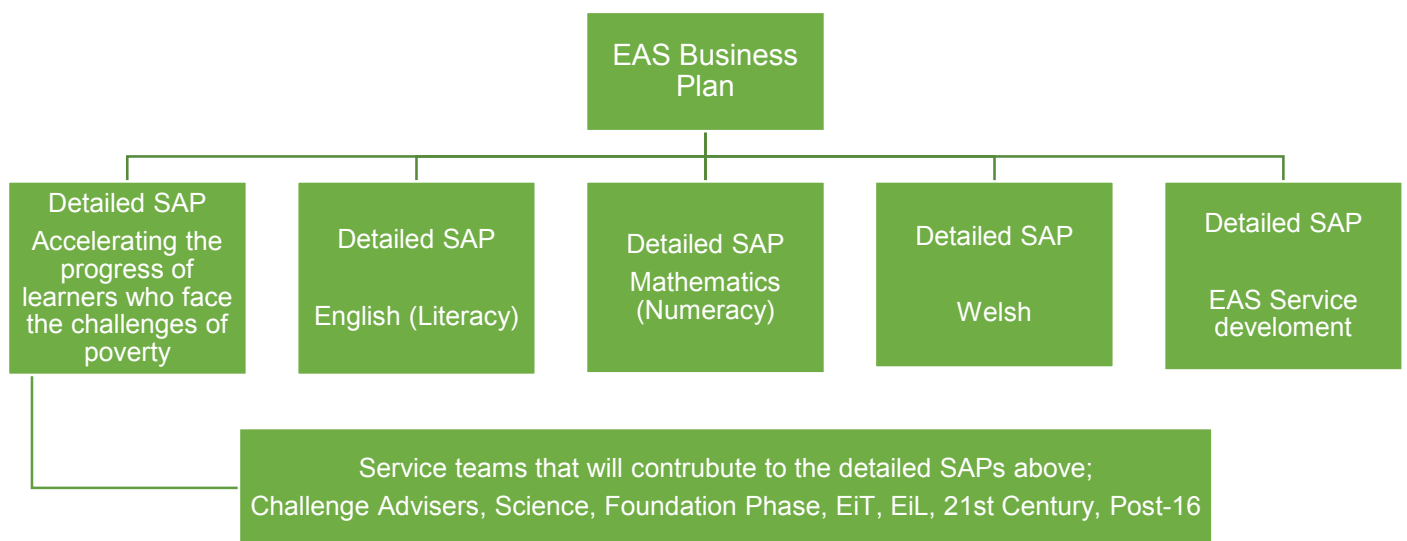 EAS Business
Plan
Detailed SAP
Accelerating the
progress of
learners who face
the challenges of
poverty
Detailed SAP
English (Literacy)
Detailed SAP
Mathematics
(Numeracy)
Detailed SAP
Welsh
Detailed SAP
EAS Service
develoment
Service teams that will contrubute to the detailed SAPs above;
Challenge Advisers, Science, Foundation Phase, EiT, EiL, 21st Century, Post-16